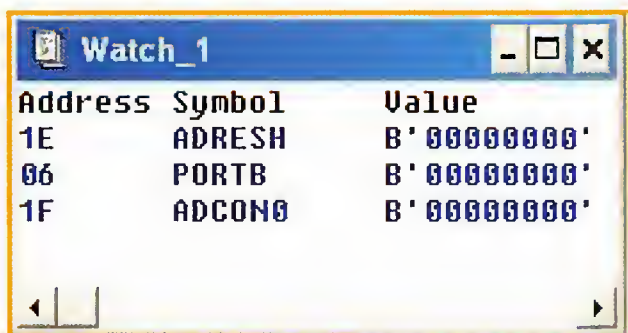 Watch_1
Address Symbol Value
1E ADRESH B'00000000'
06 PORTB B'00000000'
1F ADCON0 B'00000000'